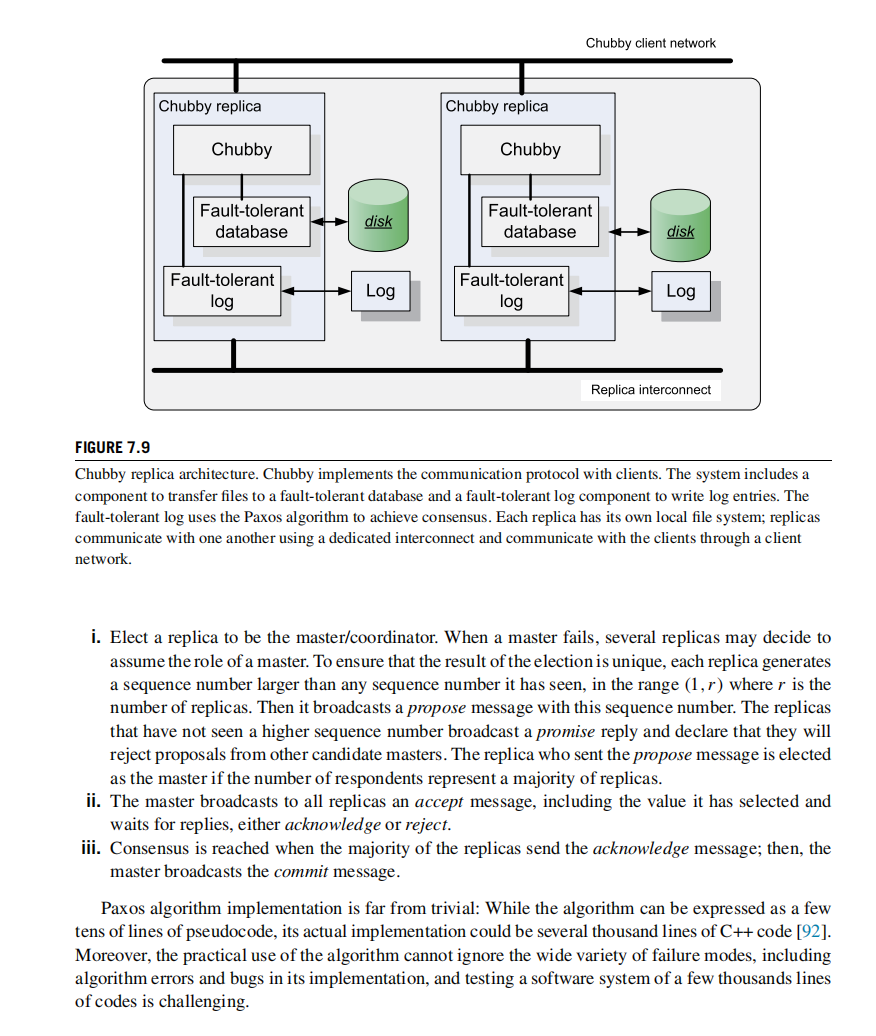 Chubby client network
Chubby replica
Chubby
Fault-tolerant
database
disk
Fault-tolerant
log
Log
Chubby replica
Chubby
Fault-tolerant
database
disk
Fault-tolerant
log
Log
Replica interconnect
FIGURE 7.9
Chubby replica architecture. Chubby implements the communication protocol with clients. The system includes a
component to transfer files to a fault-tolerant database and a fault-tolerant log component to write log entries. The
fault-tolerant log uses the Paxos algorithm to achieve consensus. Each replica has its own local file system; replicas
communicate with one another using a dedicated interconnect and communicate with the clients through a client
network.
i. Elect a replica to be the master/coordinator. When a master fails, several replicas may decide to
assume the role of a master. To ensure that the result of the election is unique, each replica generates
a sequence number larger than any sequence number it has seen, in the range (1, r) where r is the
number of replicas. Then it broadcasts a propose message with this sequence number. The replicas
that have not seen a higher sequence number broadcast a promise reply and declare that they will
reject proposals from other candidate masters. The replica who sent the propose message is elected
as the master if the number of respondents represent a majority of replicas.
ii. The master broadcasts to all replicas an accept message, including the value it has selected and
waits for replies, either acknowledge or reject.
iii. Consensus is reached when the majority of the replicas send the acknowledge message; then, the
master broadcasts the commit message.
Paxos algorithm implementation is far from trivial: While the algorithm can be expressed as a few
tens of lines of pseudocode, its actual implementation could be several thousand lines of C++ code [92].
Moreover, the practical use of the algorithm cannot ignore the wide variety of failure modes, including
algorithm errors and bugs in its implementation, and testing a software system of a few thousands lines
of codes is challenging.